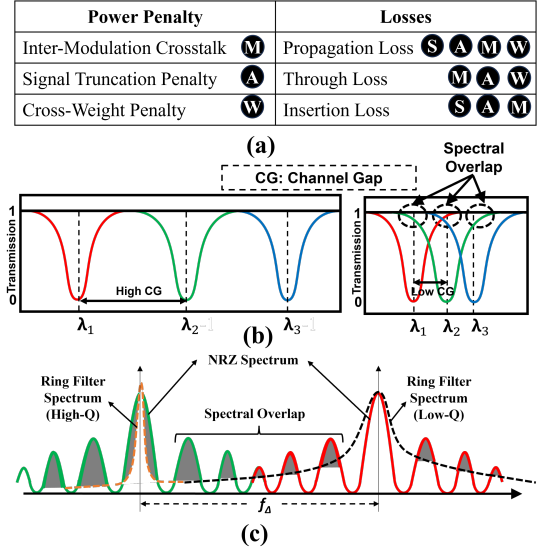 Power Penalty Losses
Inter-Modulation Crosstalk M Propagation Loss S A M W
Signal Truncation Penalty A Through Loss M A W
Cross-Weight Penalty W Insertion Loss S A M
(a)
CG: Channel Gap
Spectral
Overlap
Transmission
1
0
High CG
λ1 λ2-1 λ3-1
Transmission
1
0
Low CG
λ1 λ2 λ3
(b)
NRZ Spectrum
Ring Filter
Spectrum
(High-Q)
Spectral Overlap
Ring Filter
Spectrum
(Low-Q)
fΔ
(c)